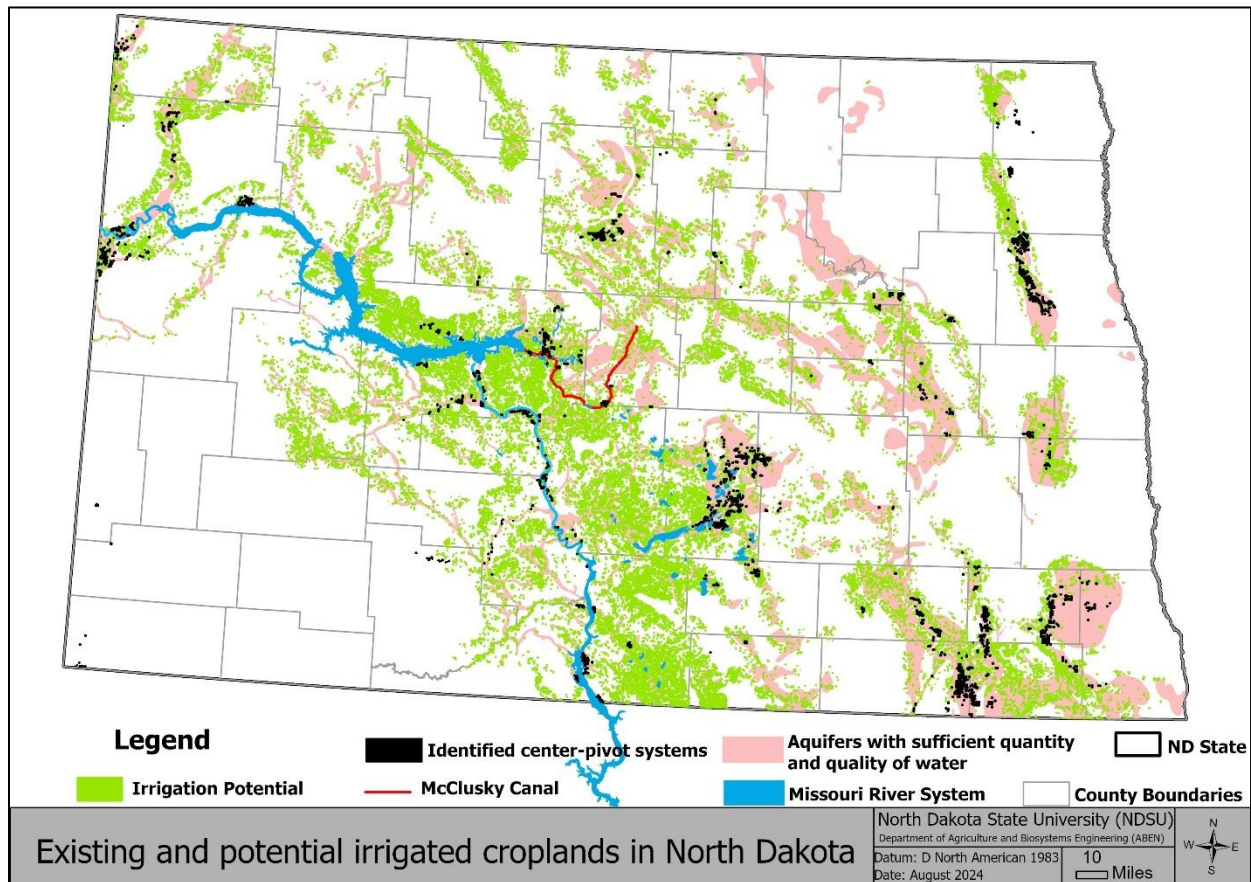 Legend
Identified center-pivot systems
Aquifers with sufficient quantity
and quality of water
ND State
Irrigation Potential
McClusky Canal
Missouri River System
County Boundaries
Existing and potential irrigated croplands in North Dakota
North Dakota State University (NDSU)
Department of Agriculture and Biosystems Engineering (ABEN)
Datum: D North American 1983
Date: August 2024
10
Miles
N
W
E
S